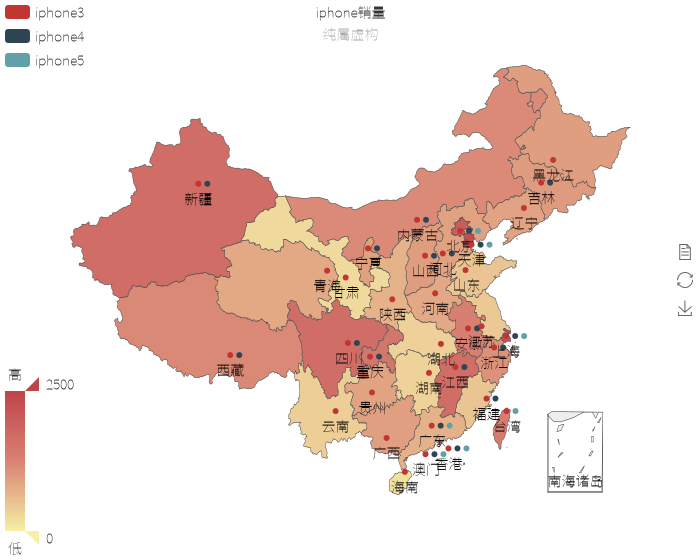 iphone3
iphone4
iphone5
iphone销量
纯属虚构
黑龙江
吉林
新疆
辽宁
内蒙古
北京
天津
宁夏
山西
河北
青海
甘肃
山东
陕西
河南
安徽
江苏
上海
四川
湖北
浙江
西藏
重庆
湖南
江西
贵州
福建
云南
台湾
广东
广西
香港
澳门
海南
南海诸岛
高
2500
0
低